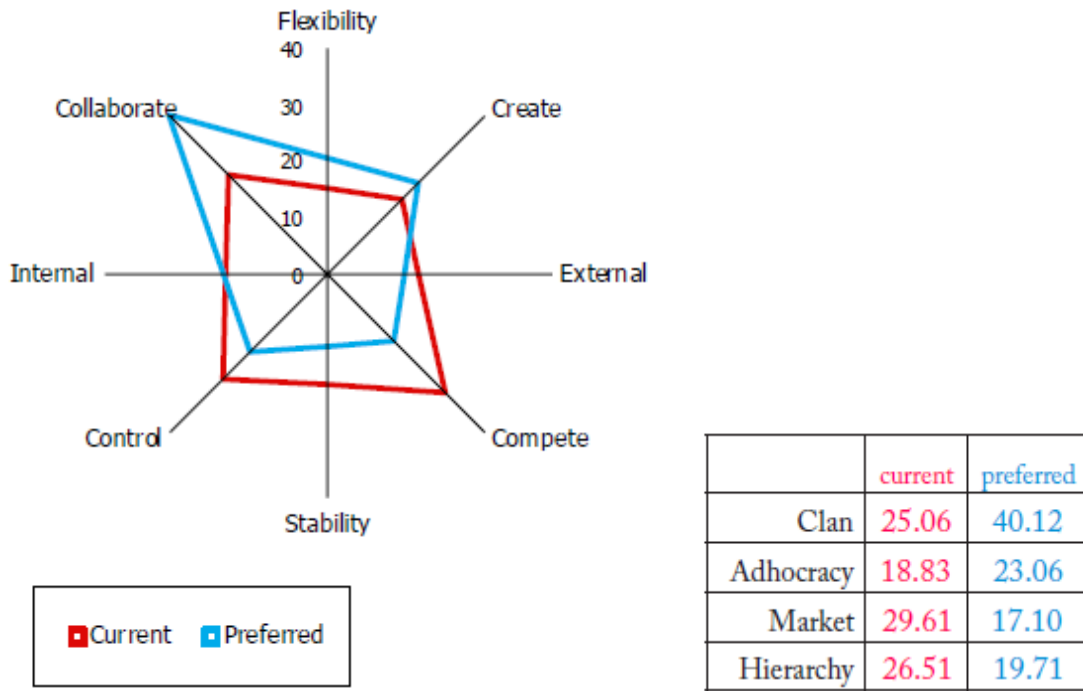 Flexibility
40
Collaborate
30
Create
20
10
Internal
0
External
Control
Compete
Stability
Current Preferred
current preferred
Clan 25.06 40.12
Adhocracy 18.83 23.06
Market 29.61 17.10
Hierarchy 26.51 19.71